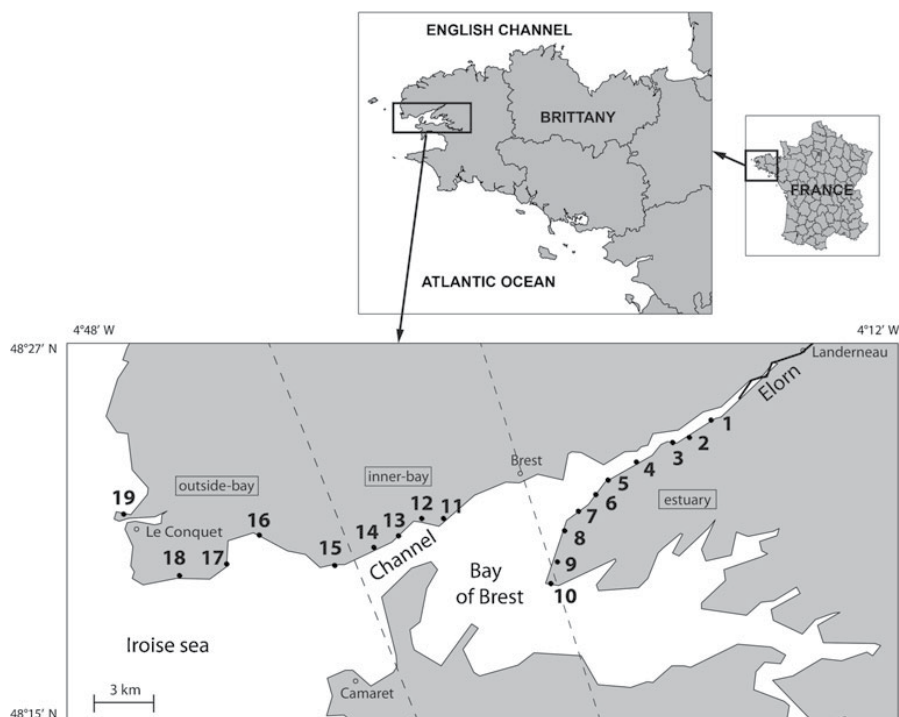 ENGLISH CHANNEL
BRITTANY
FRANCE
ATLANTIC OCEAN
4°48′ W
4°12′ W
48°27′ N
Landerneau
Elorn
1
2
3
4
Brest
5
inner-bay
outside-bay
estuary
6
19
12
11
7
Le Conquet
16
13
14
8
Channel
15
18
17
9
Bay
of Brest
10
Iroise sea
3 km
Camaret
48°15′ N